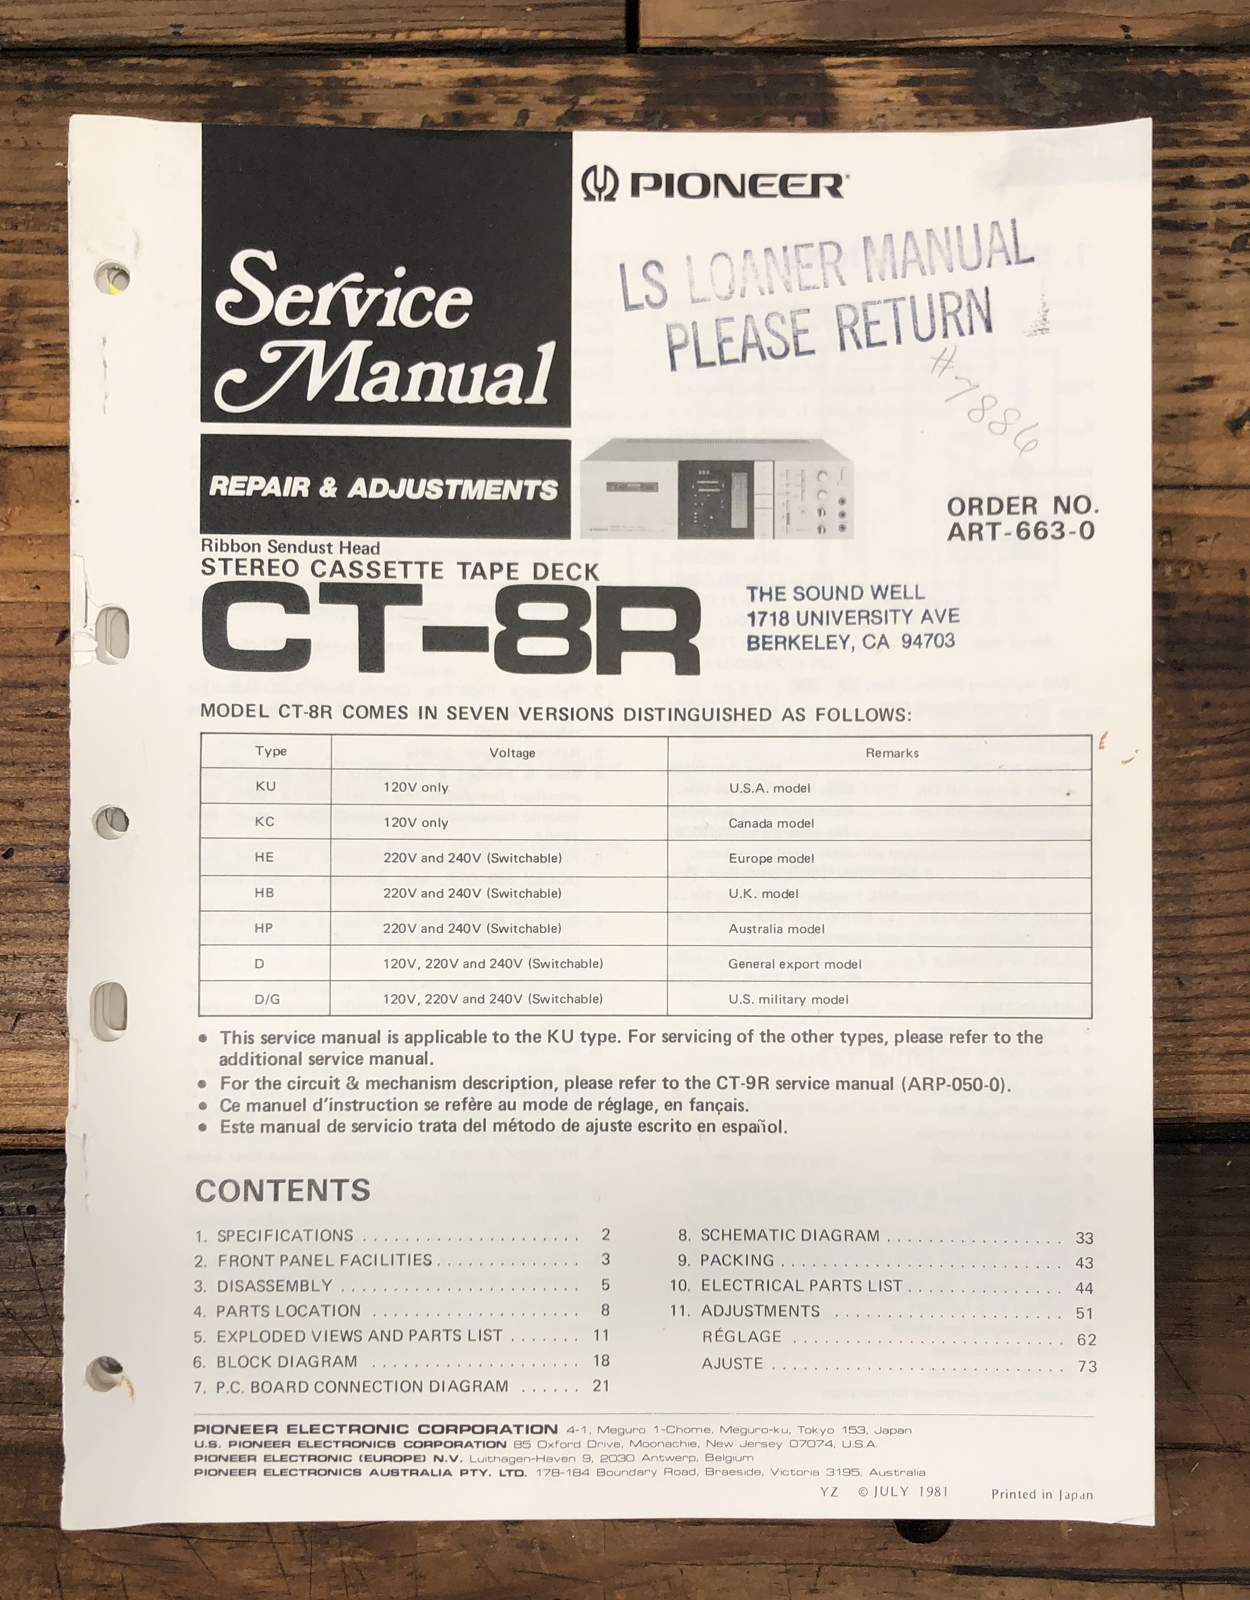 PIONEER
Service
Manual
LS LOANER MANUAL
PLEASE RETURN
#7886
REPAIR & ADJUSTMENTS
ORDER NO.
ART-663-0
Ribbon Sendust Head
STEREO CASSETTE TAPE DECK
CT-8R
THE SOUND WELL
1718 UNIVERSITY AVE
BERKELEY, CA 94703
MODEL CT-8R COMES IN SEVEN VERSIONS DISTINGUISHED AS FOLLOWS:
Type Voltage Remarks
KU 120V only U.S.A. model
KC 120V only Canada model
HE 220V and 240V (Switchable) Europe model
HB 220V and 240V (Switchable) U.K. model
HP 220V and 240V (Switchable) Australia model
D 120V, 220V and 240V (Switchable) General export model
D/G 120V, 220V and 240V (Switchable) U.S. military model
• This service manual is applicable to the KU type. For servicing of the other types, please refer to the
additional service manual.
• For the circuit & mechanism description, please refer to the CT-9R service manual (ARP-050-0).
• Ce manuel d'instruction se refère au mode de réglage, en fançais.
• Este manual de servicio trata del método de ajuste escrito en español.
CONTENTS
1. SPECIFICATIONS ...................... 2
2. FRONT PANEL FACILITIES .............. 3
3. DISASSEMBLY ........................ 5
4. PARTS LOCATION ..................... 8
5. EXPLODED VIEWS AND PARTS LIST ....... 11
6. BLOCK DIAGRAM ..................... 18
7. P.C. BOARD CONNECTION DIAGRAM ...... 21
8. SCHEMATIC DIAGRAM ................. 33
9. PACKING ........................... 43
10. ELECTRICAL PARTS LIST ............... 44
11. ADJUSTMENTS ...................... 51
RÉGLAGE .......................... 62
AJUSTE ............................ 73
PIONEER ELECTRONIC CORPORATION 4-1, Meguro 1-Chome, Meguro-ku, Tokyo 153, Japan
U.S. PIONEER ELECTRONICS CORPORATION 85 Oxford Drive, Moonachie, New Jersey 07074, U.S.A.
PIONEER ELECTRONIC (EUROPE) N.V. Luithagen-Haven 9, 2030 Antwerp, Belgium
PIONEER ELECTRONICS AUSTRALIA PTY. LTD. 178-184 Boundary Road, Braeside, Victoria 3195, Australia
YZ © JULY 1981 Printed in Japan